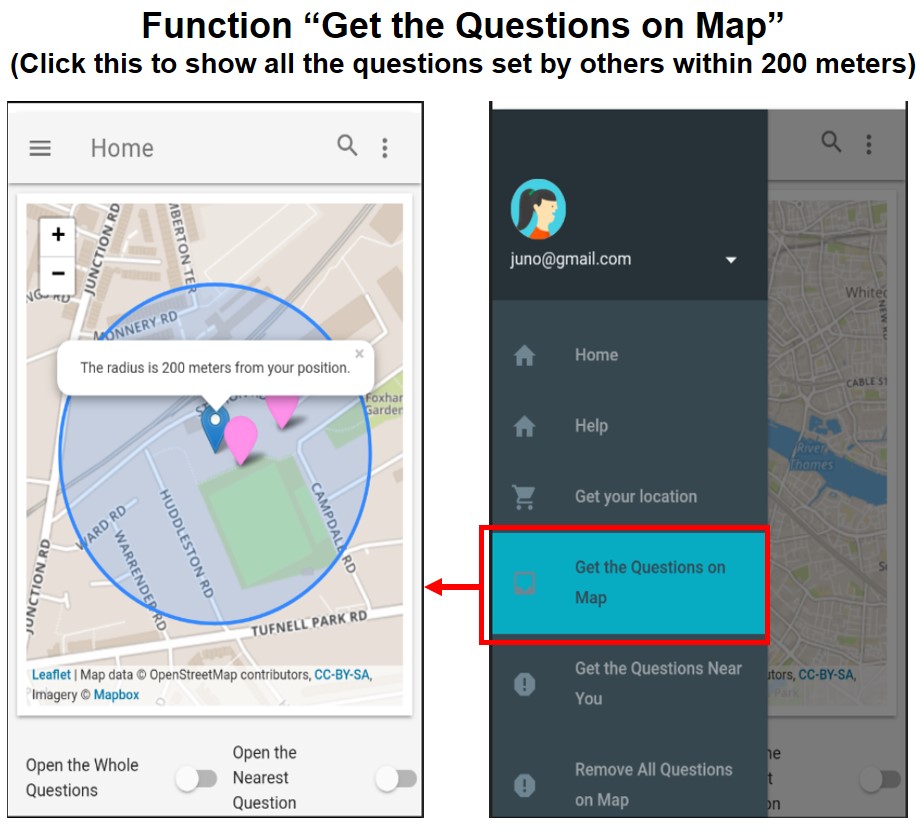 Function “Get the Questions on Map”
(Click this to show all the questions set by others within 200 meters)
Home
+
−
JUNCTION RD
MBERTON TER
MONNERY RD
×
The radius is 200 meters from your position.
Foxham
Garden
WARD RD
WARRENDER RD
HUDDLESTON RD
CAMPDALE RD
JUNCTION RD
TUFNELL PARK RD
Leaflet | Map data © OpenStreetMap contributors, CC-BY-SA,
Imagery © Mapbox
Open the Whole
Questions
Open the
Nearest
Question
juno@gmail.com
Home
Help
Get your location
Get the Questions on
Map
Get the Questions Near
You
Remove All Questions
on Map
Whitec
CABLE ST
River
Thames
Park
utors, CC-BY-SA,
he
t
on